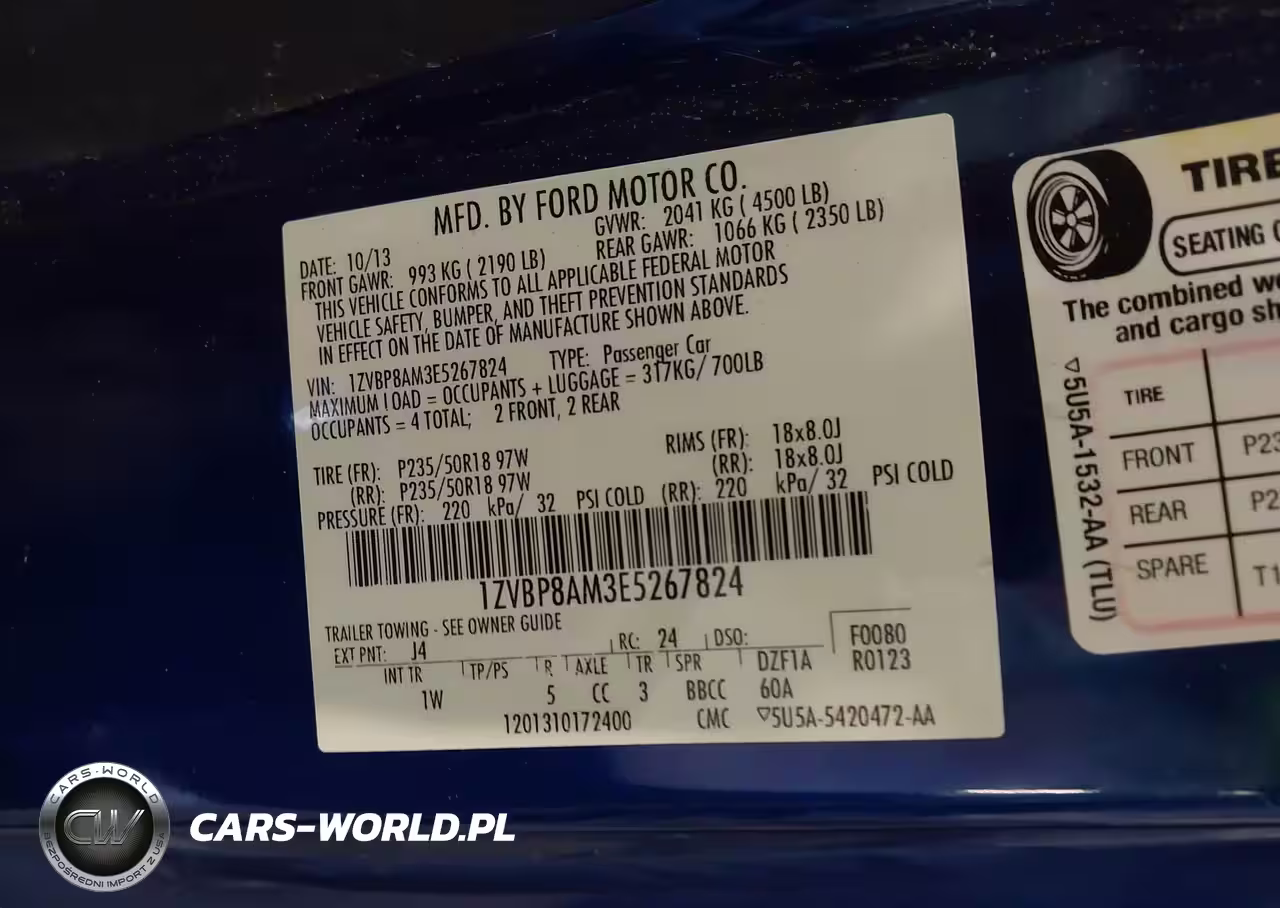 MFD. BY FORD MOTOR CO.
DATE: 10/13 GVWR: 2041 KG ( 4500 LB)
FRONT GAWR: 993 KG ( 2190 LB) REAR GAWR: 1066 KG ( 2350 LB)
THIS VEHICLE CONFORMS TO ALL APPLICABLE FEDERAL MOTOR
VEHICLE SAFETY, BUMPER, AND THEFT PREVENTION STANDARDS
IN EFFECT ON THE DATE OF MANUFACTURE SHOWN ABOVE.
VIN: 1ZVBP8AM3E5267824 TYPE: Passenger Car
MAXIMUM LOAD = OCCUPANTS + LUGGAGE = 317KG/ 700LB
OCCUPANTS = 4 TOTAL; 2 FRONT, 2 REAR
TIRE (FR): P235/50R18 97W RIMS (FR): 18x8.0J
(RR): P235/50R18 97W (RR): 18x8.0J
PRESSURE (FR): 220 kPa/ 32 PSI COLD (RR): 220 kPa/ 32 PSI COLD
1ZVBP8AM3E5267824
TRAILER TOWING - SEE OWNER GUIDE
EXT PNT: J4 RC: 24 DSO: F0080
INT TR TP/PS R AXLE TR SPR DZF1A R0123
1W 5 CC 3 BBCC 60A
1201310172400 CMC ▽5U5A-5420472-AA
TIRE
SEATING
The combined
and cargo
▽5U5A-1532-AA (TLU)
TIRE
FRONT P23
REAR P2
SPARE T1
CARS-WORLD
CW
BEZPOŚREDNI IMPORT Z USA
CARS-WORLD.PL